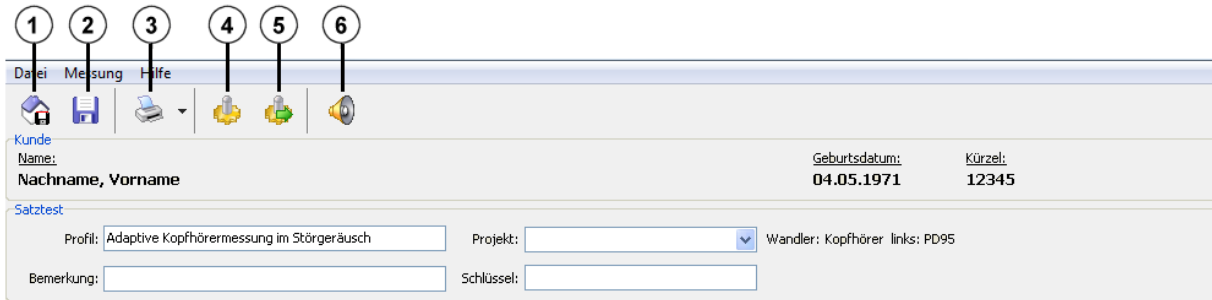 1 2 3 4 5 6
Datei Messung Hilfe
Kunde
Name: Geburtsdatum: Kürzel:
Nachname, Vorname 04.05.1971 12345
Satztest
Profil: Adaptive Kopfhörermessung im Störgeräusch Projekt: Wandler: Kopfhörer links: PD95
Bemerkung: Schlüssel: